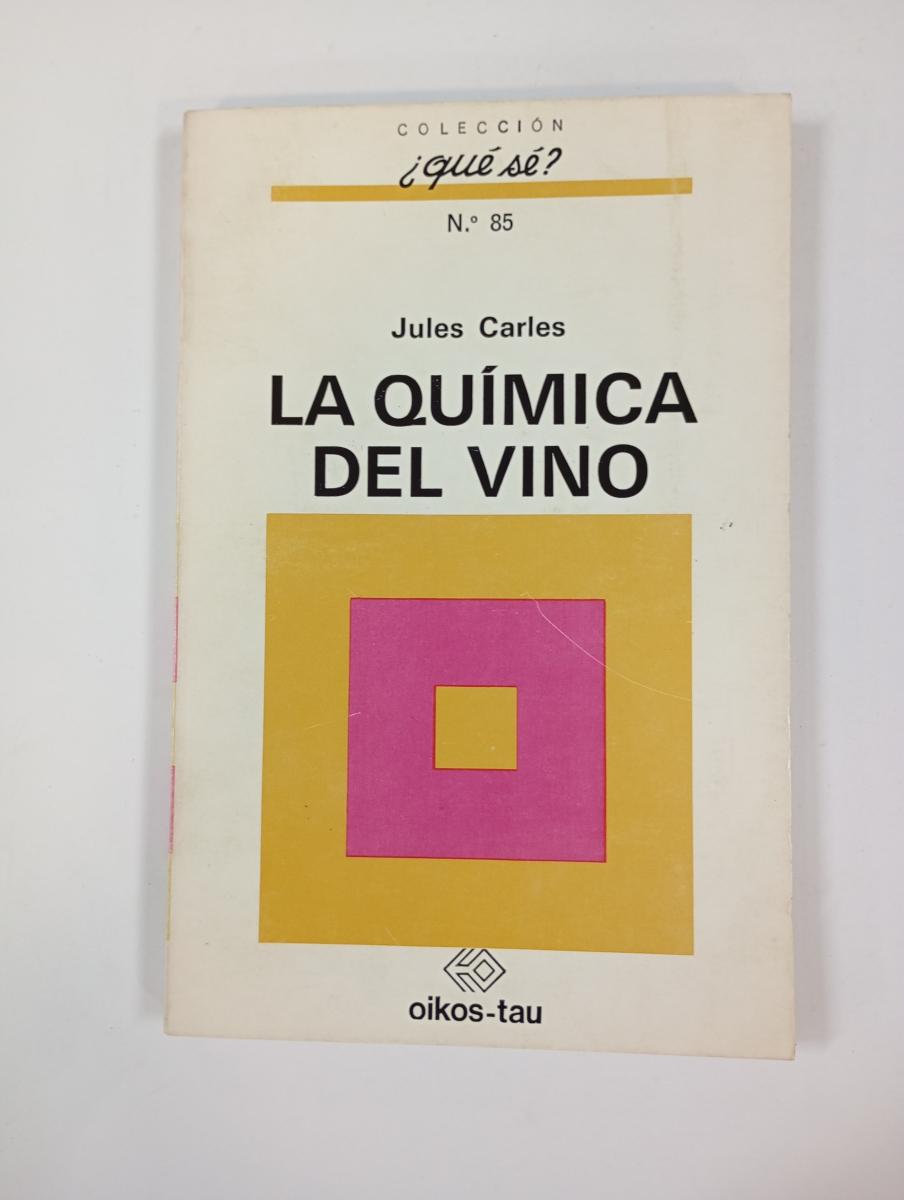 COLECCIÓN
¿qué sé?
N.º 85
Jules Carles
LA QUÍMICA
DEL VINO
oikos-tau